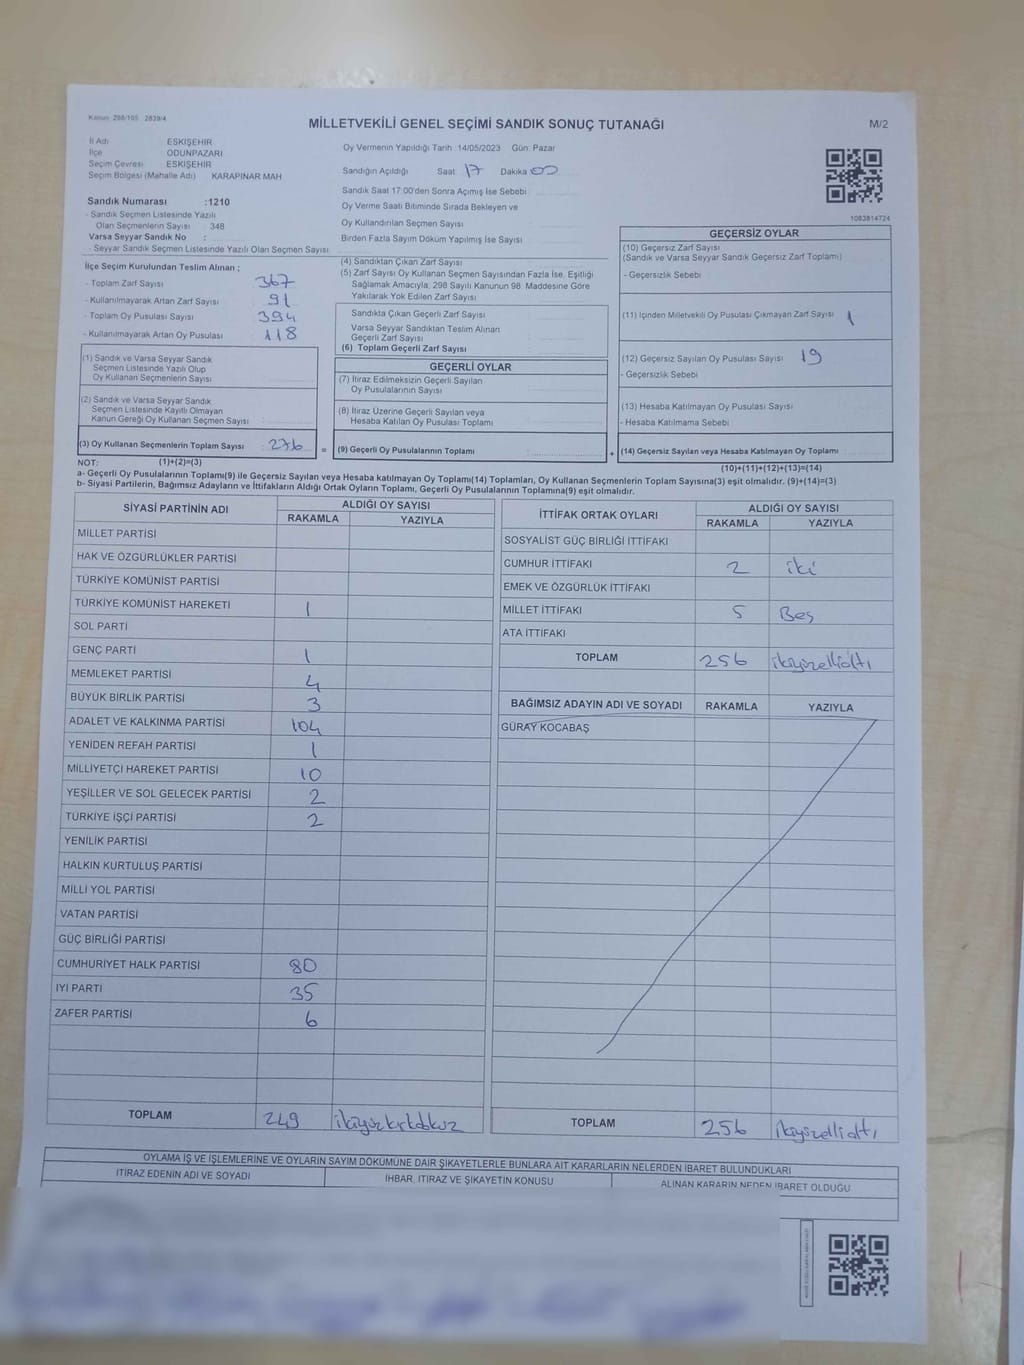 Kanun: 298/105 2839/4
MİLLETVEKİLİ GENEL SEÇİMİ SANDIK SONUÇ TUTANAĞI
M/2
İl Adı : ESKİŞEHİR
İlçe : ODUNPAZARI
Seçim Çevresi : ESKİŞEHİR
Seçim Bölgesi (Mahalle Adı) KARAPINAR MAH
Oy Vermenin Yapıldığı Tarih :14/05/2023 Gün: Pazar
Sandığın Açıldığı Saat: 17 Dakika: 00
Sandık Saat 17:00'den Sonra Açımış İse Sebebi
Oy Verme Saati Bitiminde Sırada Bekleyen ve
Oy Kullandırılan Seçmen Sayısı
Birden Fazla Sayım Döküm Yapılmış İse Sayısı
Sandık Numarası :1210
- Sandık Seçmen Listesinde Yazılı
Olan Seçmenlerin Sayısı : 348
Varsa Seyyar Sandık No :
- Seyyar Sandık Seçmen Listesinde Yazılı Olan Seçmen Sayısı
1083814724
İlçe Seçim Kurulundan Teslim Alınan ;
- Toplam Zarf Sayısı 367
- Kullanılmayarak Artan Zarf Sayısı 91
- Toplam Oy Pusulası Sayısı 394
- Kullanılmayarak Artan Oy Pusulası 118
(1) Sandık ve Varsa Seyyar Sandık
Seçmen Listesinde Yazılı Olup
Oy Kullanan Seçmenlerin Sayısı :
(2) Sandık ve Varsa Seyyar Sandık
Seçmen Listesinde Kayıtlı Olmayan
Kanun Gereği Oy Kullanan Seçmen Sayısı :
(3) Oy Kullanan Seçmenlerin Toplam Sayısı : 276
(1)+(2)=(3)
(4) Sandıktan Çıkan Zarf Sayısı
(5) Zarf Sayısı Oy Kullanan Seçmen Sayısından Fazla İse, Eşitliği
Sağlamak Amacıyla, 298 Sayılı Kanunun 98. Maddesine Göre
Yakılarak Yok Edilen Zarf Sayısı
Sandıkta Çıkan Geçerli Zarf Sayısı
Varsa Seyyar Sandıktan Teslim Alınan
Geçerli Zarf Sayısı
(6) Toplam Geçerli Zarf Sayısı
GEÇERLİ OYLAR
(7) İtiraz Edilmeksizin Geçerli Sayılan
Oy Pusulalarının Sayısı
(8) İtiraz Üzerine Geçerli Sayılan veya
Hesaba Katılan Oy Pusulası Toplamı
= (9) Geçerli Oy Pusulalarının Toplamı
GEÇERSİZ OYLAR
(10) Geçersiz Zarf Sayısı
(Sandık ve Varsa Seyyar Sandık Geçersiz Zarf Toplamı)
- Geçersizlik Sebebi
(11) İçinden Milletvekili Oy Pusulası Çıkmayan Zarf Sayısı 1
(12) Geçersiz Sayılan Oy Pusulası Sayısı 19
- Geçersizlik Sebebi
(13) Hesaba Katılmayan Oy Pusulası Sayısı
- Hesaba Katılmama Sebebi
+ (14) Geçersiz Sayılan veya Hesaba Katılmayan Oy Toplamı
(10)+(11)+(12)+(13)=(14)
NOT:
a- Geçerli Oy Pusulalarının Toplamı(9) ile Geçersiz Sayılan veya Hesaba katılmayan Oy Toplamı(14) Toplamları, Oy Kullanan Seçmenlerin Toplam Sayısına(3) eşit olmalıdır. (9)+(14)=(3)
b- Siyasi Partilerin, Bağımsız Adayların ve İttifakların Aldığı Ortak Oyların Toplamı, Geçerli Oy Pusulalarının Toplamına(9) eşit olmalıdır.
SİYASİ PARTİNİN ADI ALDIĞI OY SAYISI
RAKAMLA YAZIYLA
MİLLET PARTİSİ
HAK VE ÖZGÜRLÜKLER PARTİSİ
TÜRKİYE KOMÜNİST PARTİSİ
TÜRKİYE KOMÜNİST HAREKETİ 1
SOL PARTİ
GENÇ PARTİ 1
MEMLEKET PARTİSİ 4
BÜYÜK BİRLİK PARTİSİ 3
ADALET VE KALKINMA PARTİSİ 104
YENİDEN REFAH PARTİSİ 1
MİLLİYETÇİ HAREKET PARTİSİ 10
YEŞİLLER VE SOL GELECEK PARTİSİ 2
TÜRKİYE İŞÇİ PARTİSİ 2
YENİLİK PARTİSİ
HALKIN KURTULUŞ PARTİSİ
MİLLİ YOL PARTİSİ
VATAN PARTİSİ
GÜÇ BİRLİĞİ PARTİSİ
CUMHURİYET HALK PARTİSİ 80
İYİ PARTİ 35
ZAFER PARTİSİ 6
TOPLAM 249 ikiyüzkırkdokuz
İTTİFAK ORTAK OYLARI ALDIĞI OY SAYISI
RAKAMLA YAZIYLA
SOSYALİST GÜÇ BİRLİĞİ İTTİFAKI
CUMHUR İTTİFAKI 2 iki
EMEK VE ÖZGÜRLÜK İTTİFAKI
MİLLET İTTİFAKI 5 Beş
ATA İTTİFAKI
TOPLAM 256 ikiyüzellialtı
BAĞIMSIZ ADAYIN ADI VE SOYADI RAKAMLA YAZIYLA
GÜRAY KOCABAŞ
TOPLAM 256 ikiyüzellialtı
OYLAMA İŞ VE İŞLEMLERİNE VE OYLARIN SAYIM DÖKÜMÜNE DAİR ŞİKAYETLERLE BUNLARA AİT KARARLARIN NELERDEN İBARET BULUNDUKLARI
İTİRAZ EDENİN ADI VE SOYADI İHBAR, İTİRAZ VE ŞİKAYETİN KONUSU ALINAN KARARIN NEDEN İBARET OLDUĞU